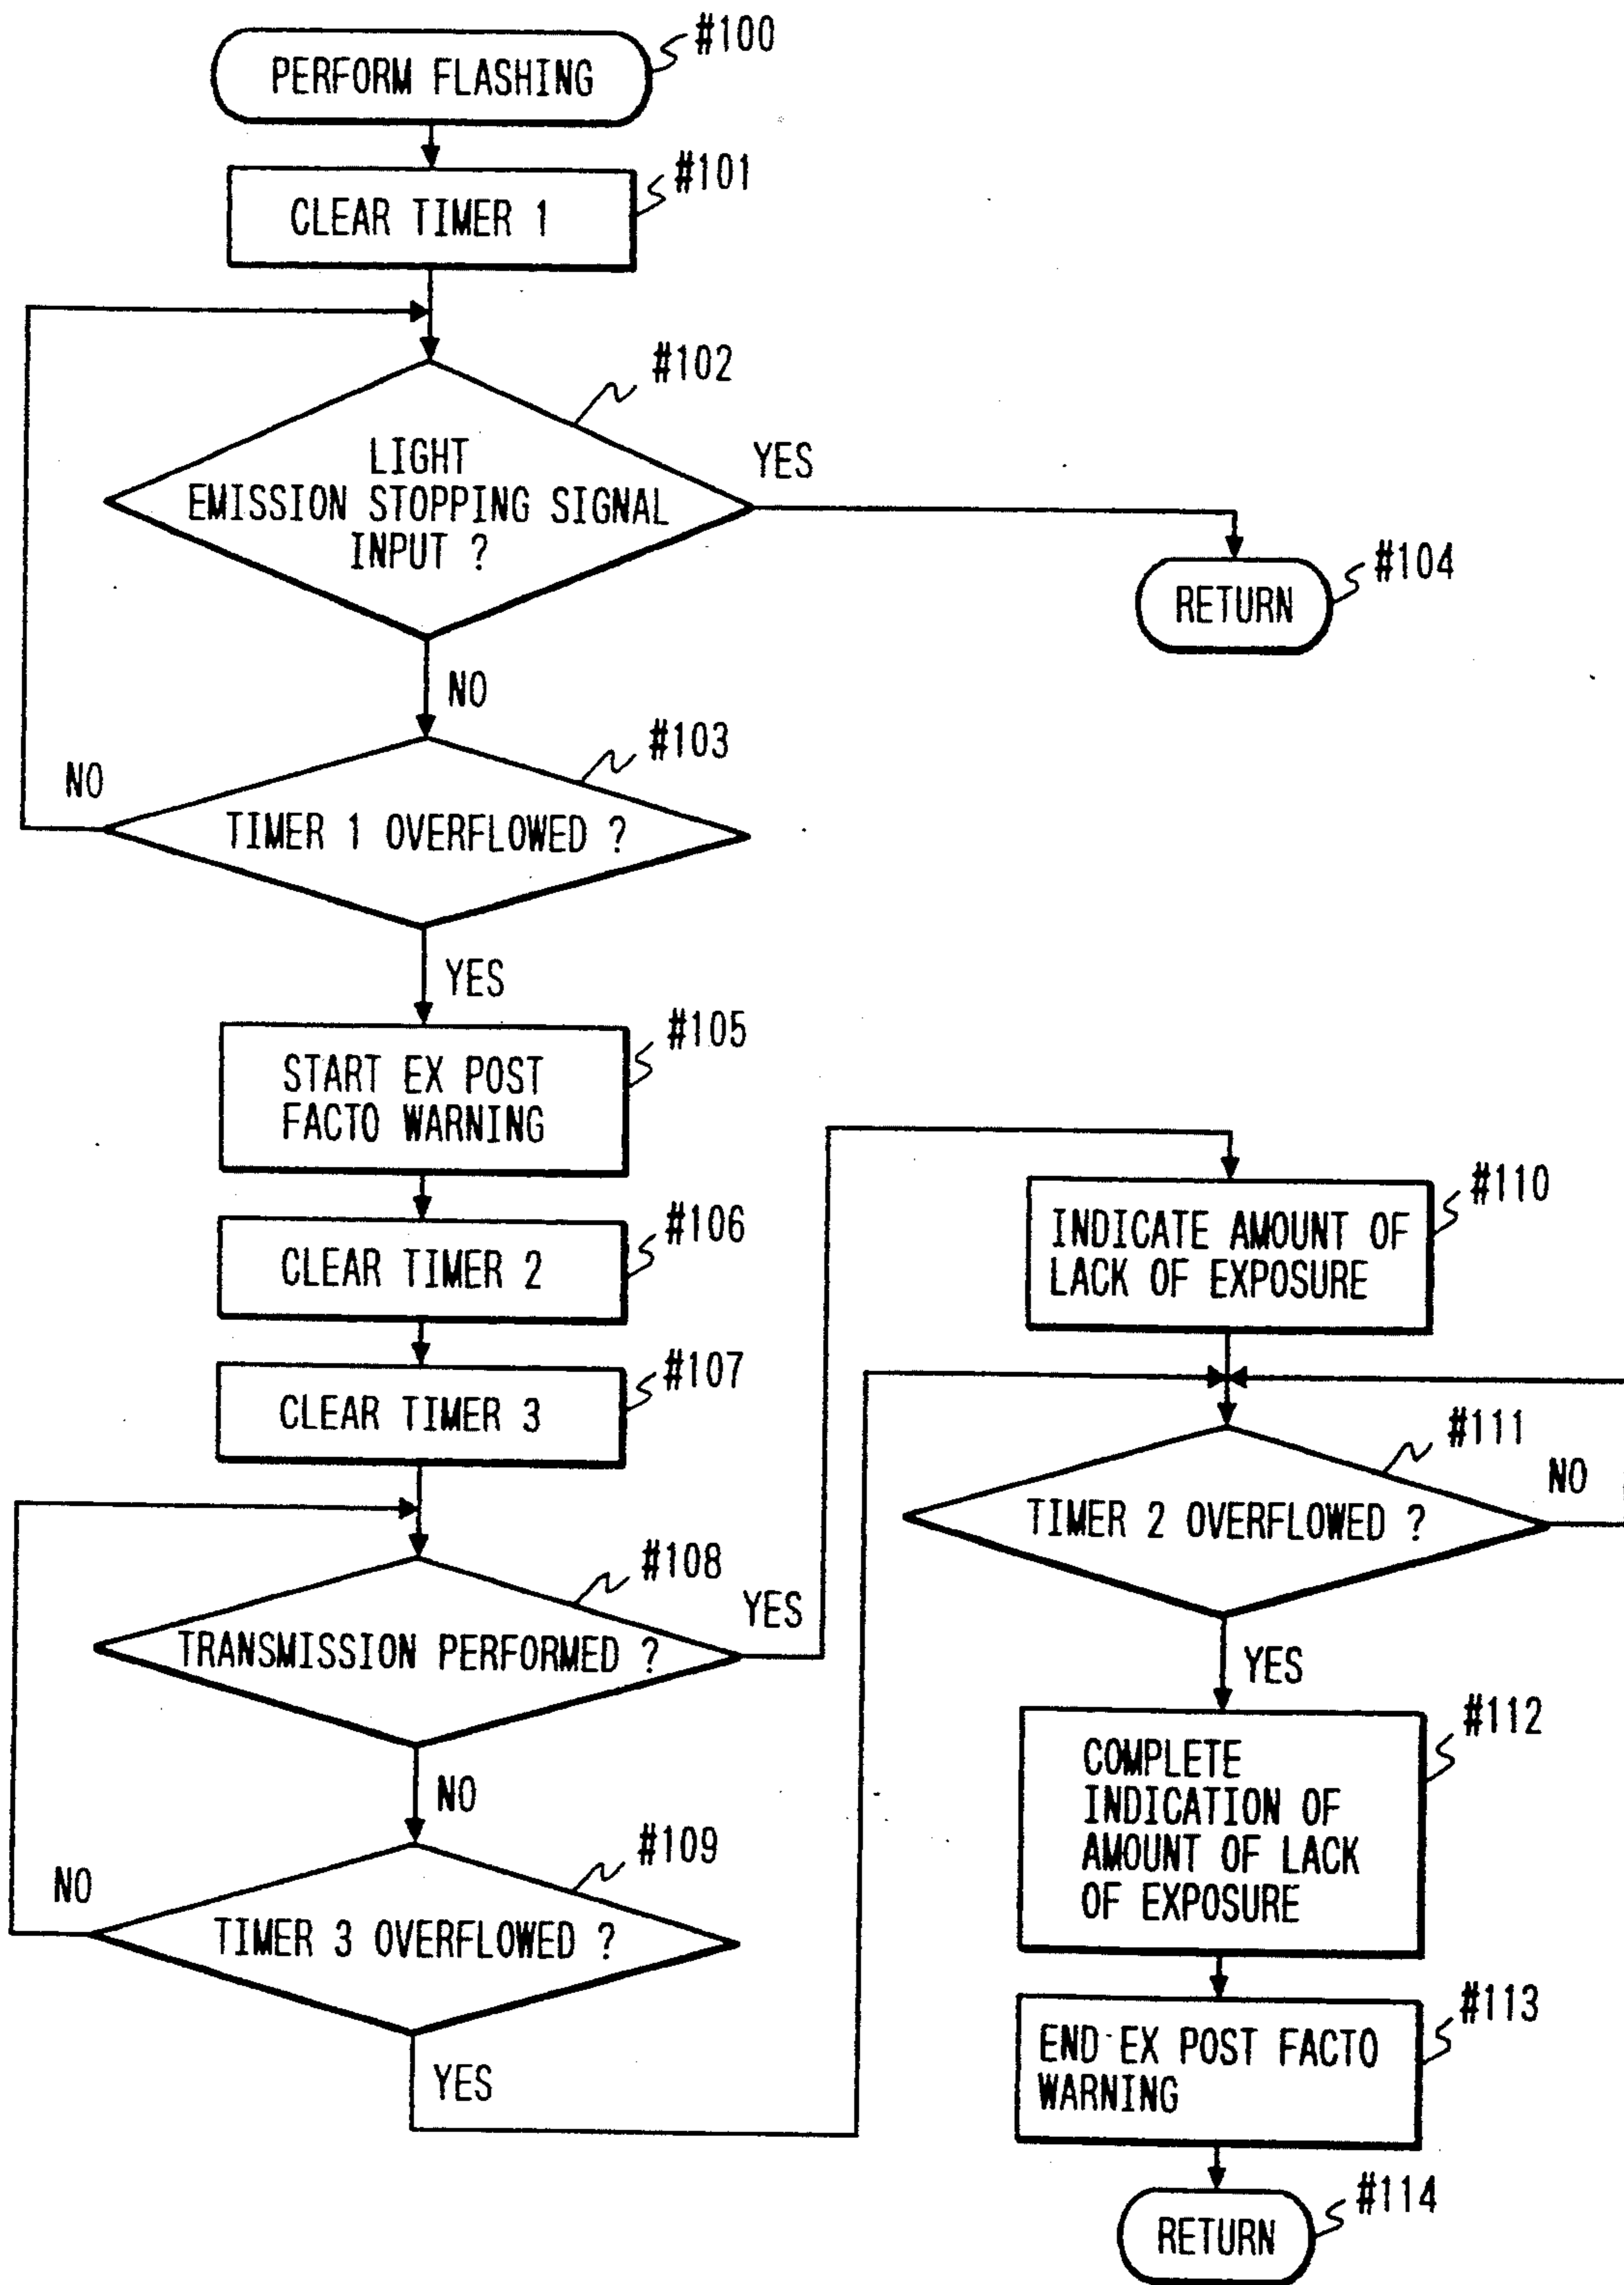 #100
PERFORM FLASHING
#101
CLEAR TIMER 1
#102
LIGHT
EMISSION STOPPING SIGNAL
INPUT ?
YES
#104
RETURN
NO
#103
NO
TIMER 1 OVERFLOWED ?
YES
#105
START EX POST
FACTO WARNING
#106
CLEAR TIMER 2
#107
CLEAR TIMER 3
#108
YES
TRANSMISSION PERFORMED ?
NO
#109
NO
TIMER 3 OVERFLOWED ?
YES
#110
INDICATE AMOUNT OF
LACK OF EXPOSURE
#111
NO
TIMER 2 OVERFLOWED ?
YES
#112
COMPLETE
INDICATION OF
AMOUNT OF LACK
OF EXPOSURE
#113
END EX POST FACTO
WARNING
#114
RETURN